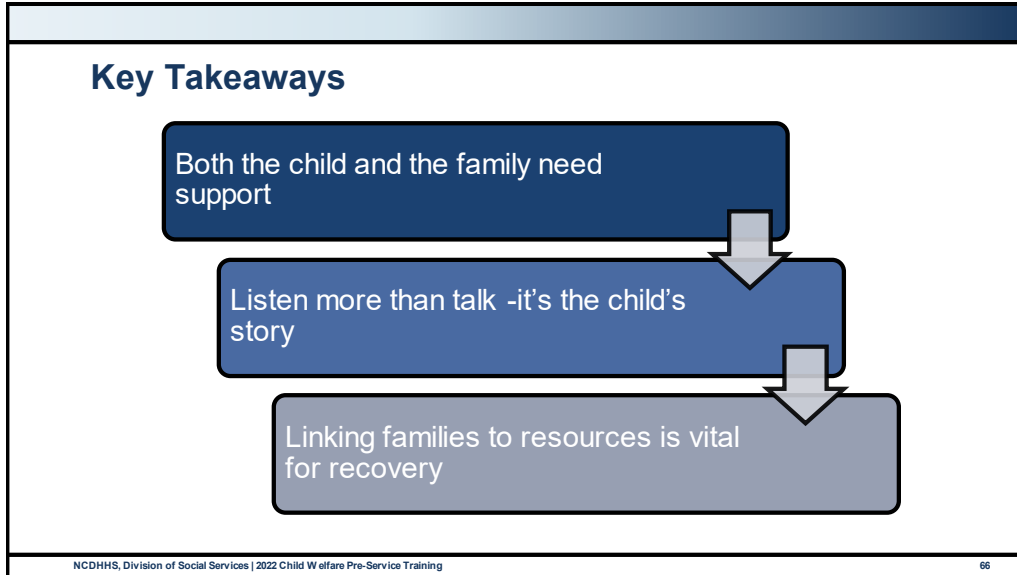 Key Takeaways
Both the child and the family need
support
Listen more than talk -it’s the child’s
story
Linking families to resources is vital
for recovery
NCDHHS, Division of Social Services | 2022 Child Welfare Pre-Service Training 66